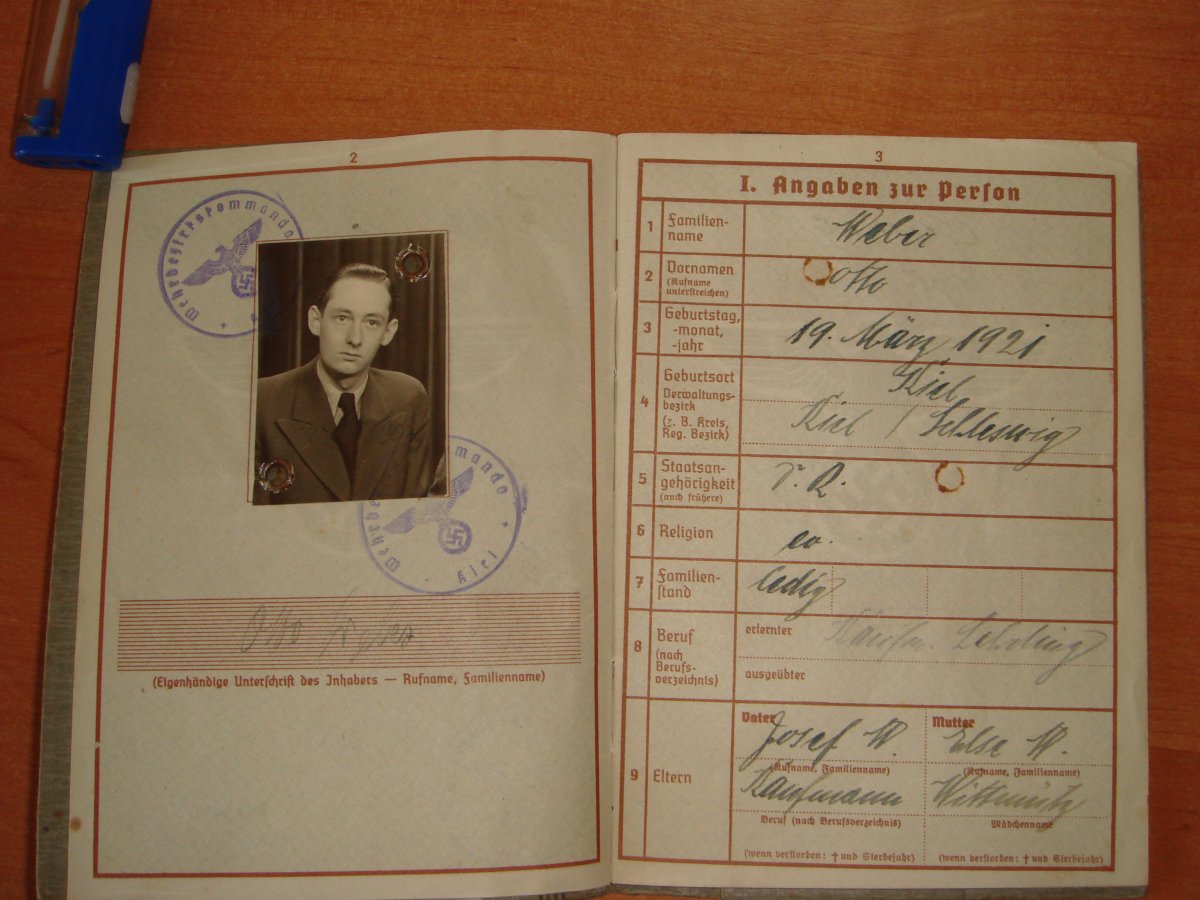 2
Wehrbezirkskommando
Wehrbezirkskommando Kiel
Otto Weber
(Eigenhändige Unterschrift des Inhabers — Rufname, Familienname)
3
I. Angaben zur Person
1 Familien-
name
Weber
2 Vornamen
(Rufname
unterstreichen)
Otto
3 Geburtstag,
-monat,
-jahr
19. März 1921
4 Geburtsort
Verwaltungs-
bezirk
(z. B. Kreis,
Reg. Bezirk)
Kiel
Kiel / Schleswig
5 Staatsan-
gehörigkeit
(auch frühere)
D. R.
6 Religion
ev.
7 Familien-
stand
ledig
8 Beruf
(nach
Berufs-
verzeichnis)
erlernter
Kaufm. Lehrling
ausgeübter
9 Eltern
Vater
Josef W.
(Rufname, Familienname)
Kaufmann
Beruf (nach Berufsverzeichnis)
(wenn verstorben: † und Sterbejahr)
Mutter
Else W.
(Rufname, Familienname)
Mädchenname
(wenn verstorben: † und Sterbejahr)